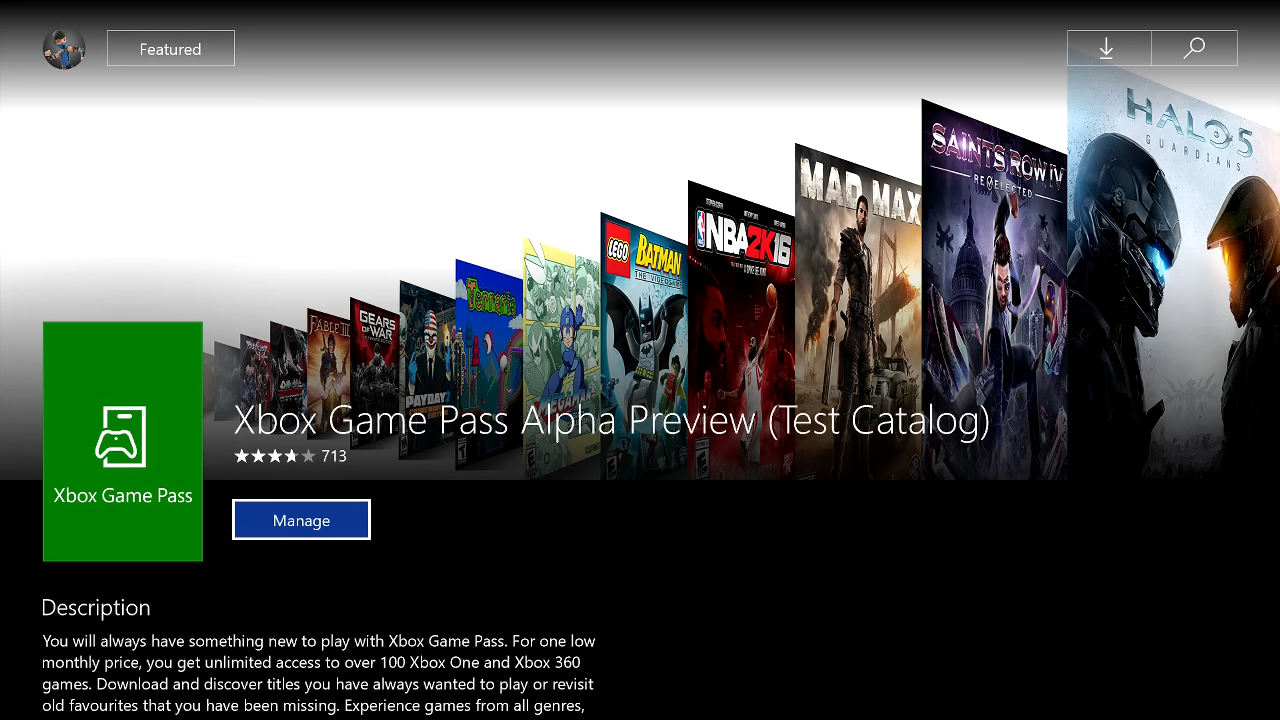 Featured
HALO 5
GUARDIANS
SAINTS ROW IV
RE-ELECTED
MAD MAX
NBA 2K16
LEGO BATMAN
THE VIDEOGAME
Terraria
PAYDAY 2
GEARS OF WAR
FABLE III
Xbox Game Pass Alpha Preview (Test Catalog)
713
Xbox Game Pass
Manage
Description
You will always have something new to play with Xbox Game Pass. For one low
monthly price, you get unlimited access to over 100 Xbox One and Xbox 360
games. Download and discover titles you have always wanted to play or revisit
old favourites that you have been missing. Experience games from all genres,